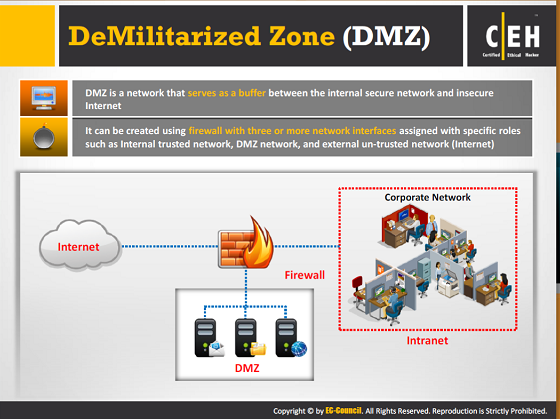 DeMilitarized Zone (DMZ)
C|EH
Certified Ethical Hacker
DMZ is a network that serves as a buffer between the internal secure network and insecure
Internet
It can be created using firewall with three or more network interfaces assigned with specific roles
such as Internal trusted network, DMZ network, and external un-trusted network (Internet)
Corporate Network
Internet
Firewall
DMZ
Intranet
Copyright © by EC-Council. All Rights Reserved. Reproduction is Strictly Prohibited.